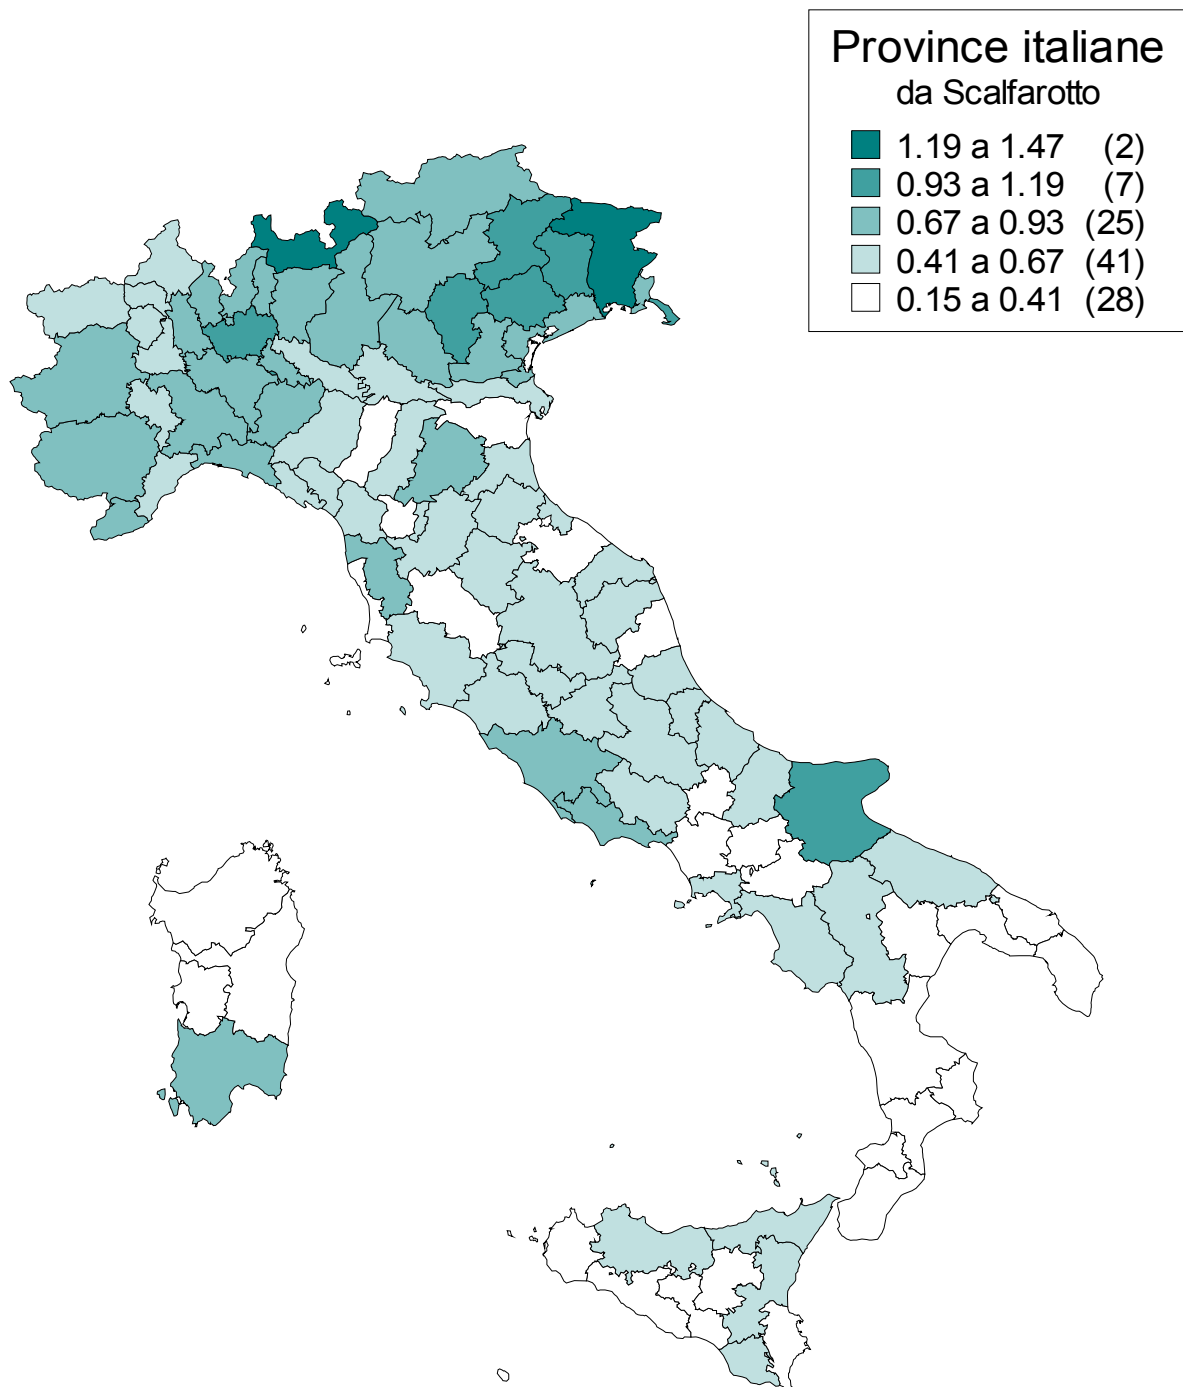 Province italiane
da Scalfarotto
1.19 a 1.47 (2)
0.93 a 1.19 (7)
0.67 a 0.93 (25)
0.41 a 0.67 (41)
0.15 a 0.41 (28)